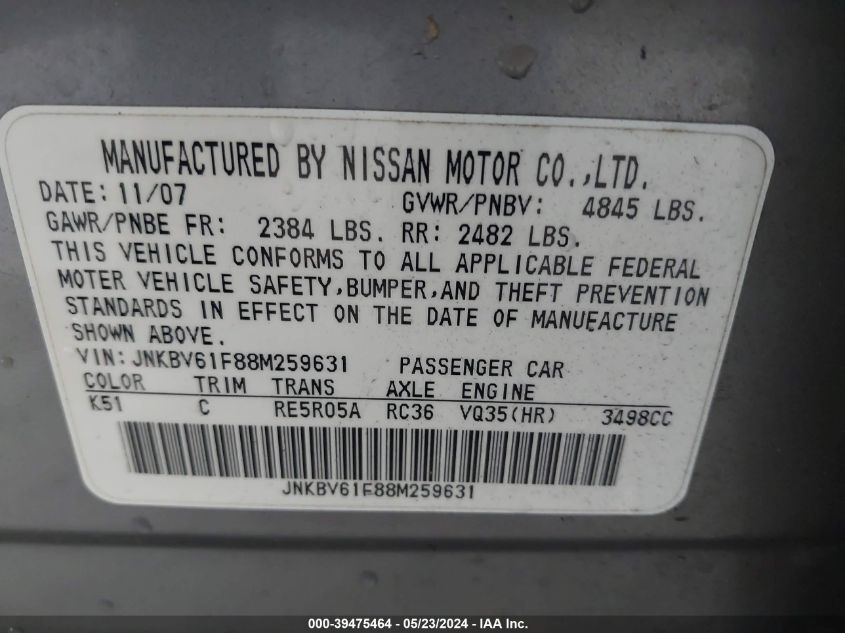 MANUFACTURED BY NISSAN MOTOR CO.,LTD.
DATE: 11/07 GVWR/PNBV: 4845 LBS.
GAWR/PNBE FR: 2384 LBS. RR: 2482 LBS.
THIS VEHICLE CONFORMS TO ALL APPLICABLE FEDERAL
MOTER VEHICLE SAFETY,BUMPER,AND THEFT PREVENTION
STANDARDS IN EFFECT ON THE DATE OF MANUFACTURE
SHOWN ABOVE.
VIN: JNKBV61F88M259631 PASSENGER CAR
COLOR TRIM TRANS AXLE ENGINE
K51 C RE5R05A RC36 VQ35(HR) 3498CC
JNKBV61F88M259631
000-39475464 - 05/23/2024 - IAA Inc.